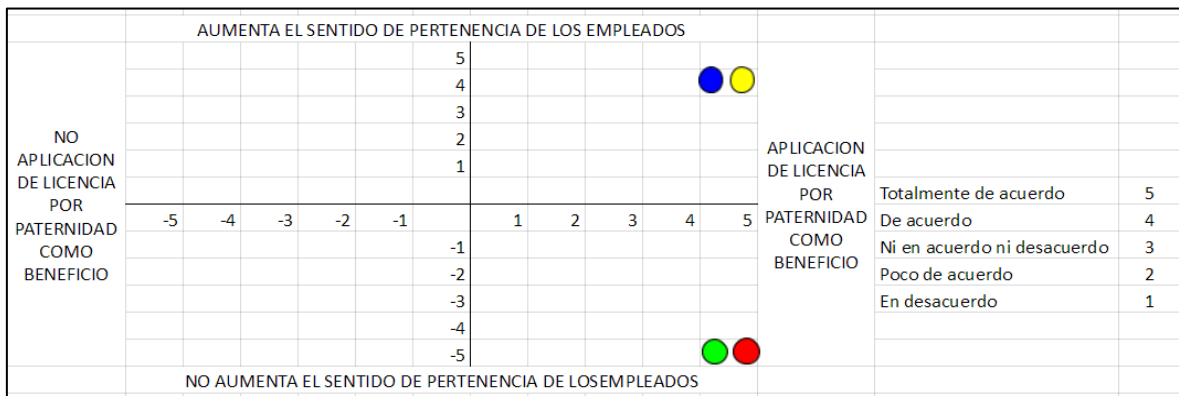 AUMENTA EL SENTIDO DE PERTENENCIA DE LOS EMPLEADOS
NO
APLICACION
DE LICENCIA
POR
PATERNIDAD
COMO
BENEFICIO
5
4
3
2
1
-5 -4 -3 -2 -1 1 2 3 4 5
-1
-2
-3
-4
-5
APLICACION
DE LICENCIA
POR
PATERNIDAD
COMO
BENEFICIO
Totalmente de acuerdo 5
De acuerdo 4
Ni en acuerdo ni desacuerdo 3
Poco de acuerdo 2
En desacuerdo 1
NO AUMENTA EL SENTIDO DE PERTENENCIA DE LOSEMPLEADOS